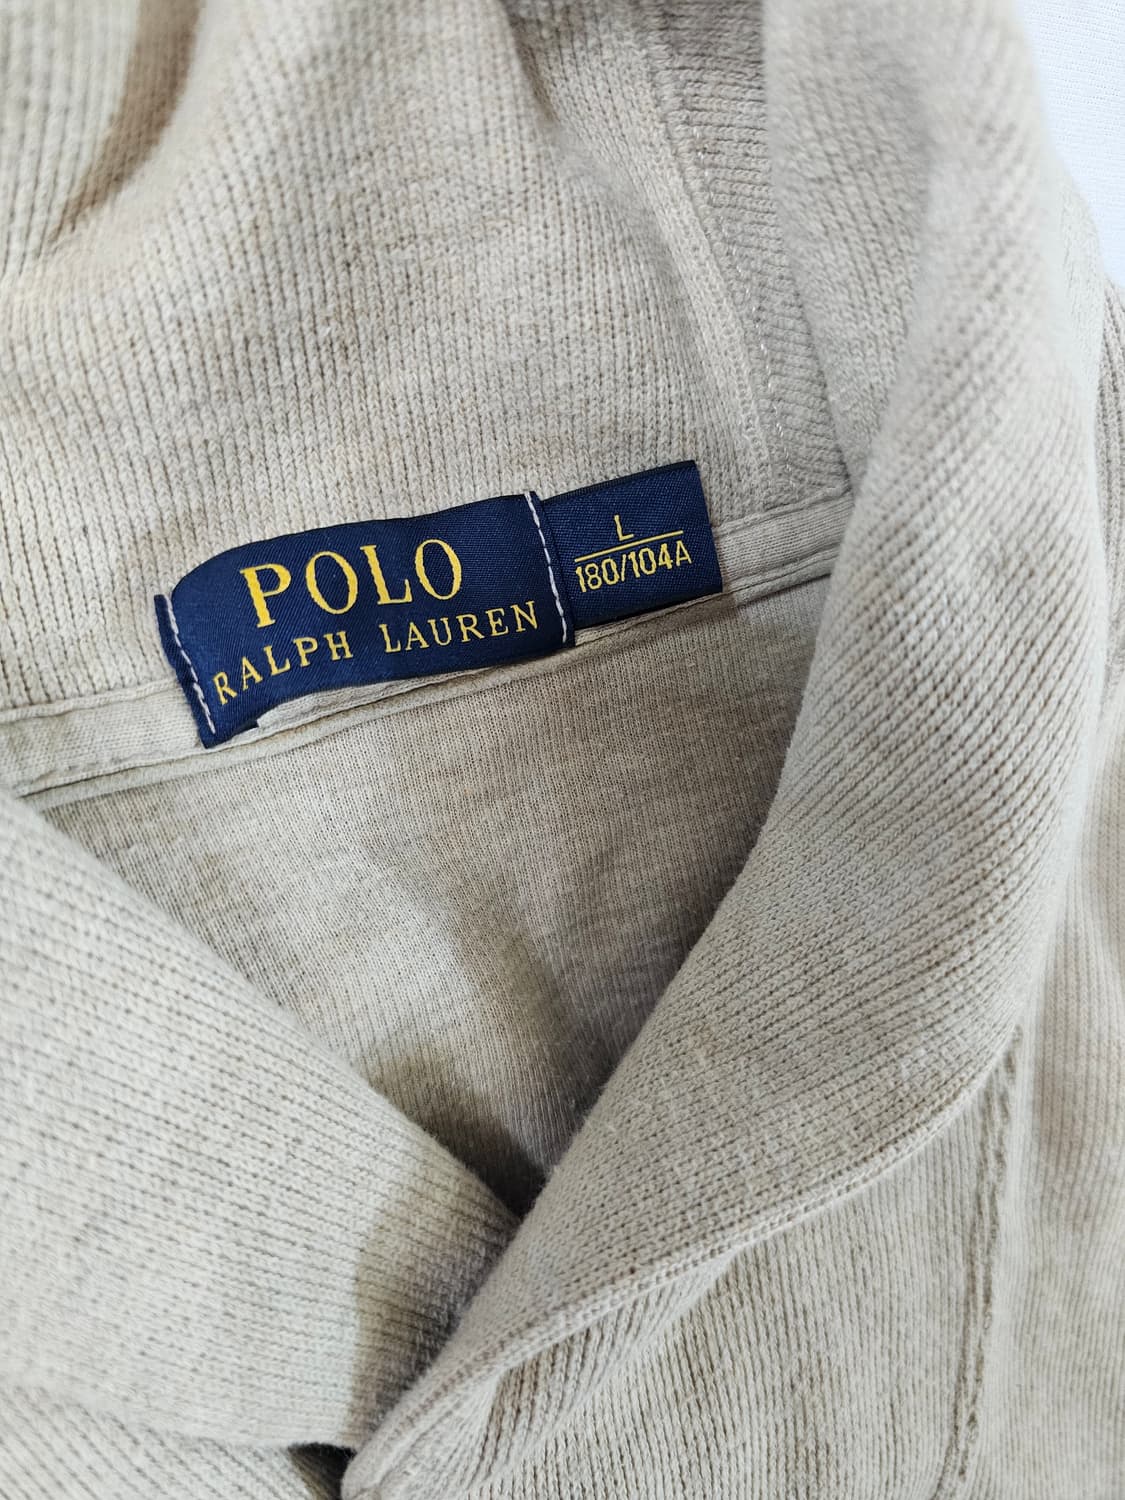 POLO
RALPH LAUREN
L
180/104A